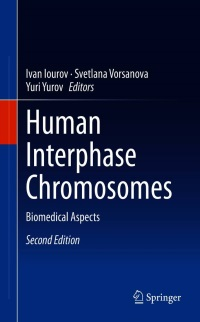 Ivan Iourov · Svetlana Vorsanova
Yuri Yurov Editors
Human
Interphase
Chromosomes
Biomedical Aspects
Second Edition
Springer